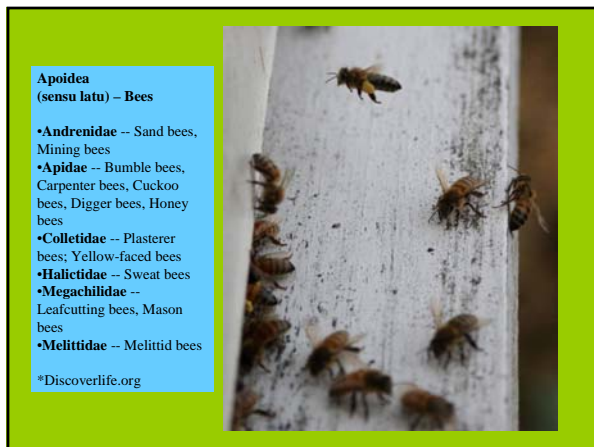 Apoidea
(sensu latu) – Bees
•Andrenidae -- Sand bees,
Mining bees
•Apidae -- Bumble bees,
Carpenter bees, Cuckoo
bees, Digger bees, Honey
bees
•Colletidae -- Plasterer
bees; Yellow-faced bees
•Halictidae -- Sweat bees
•Megachilidae --
Leafcutting bees, Mason
bees
•Melittidae -- Melittid bees
*Discoverlife.org